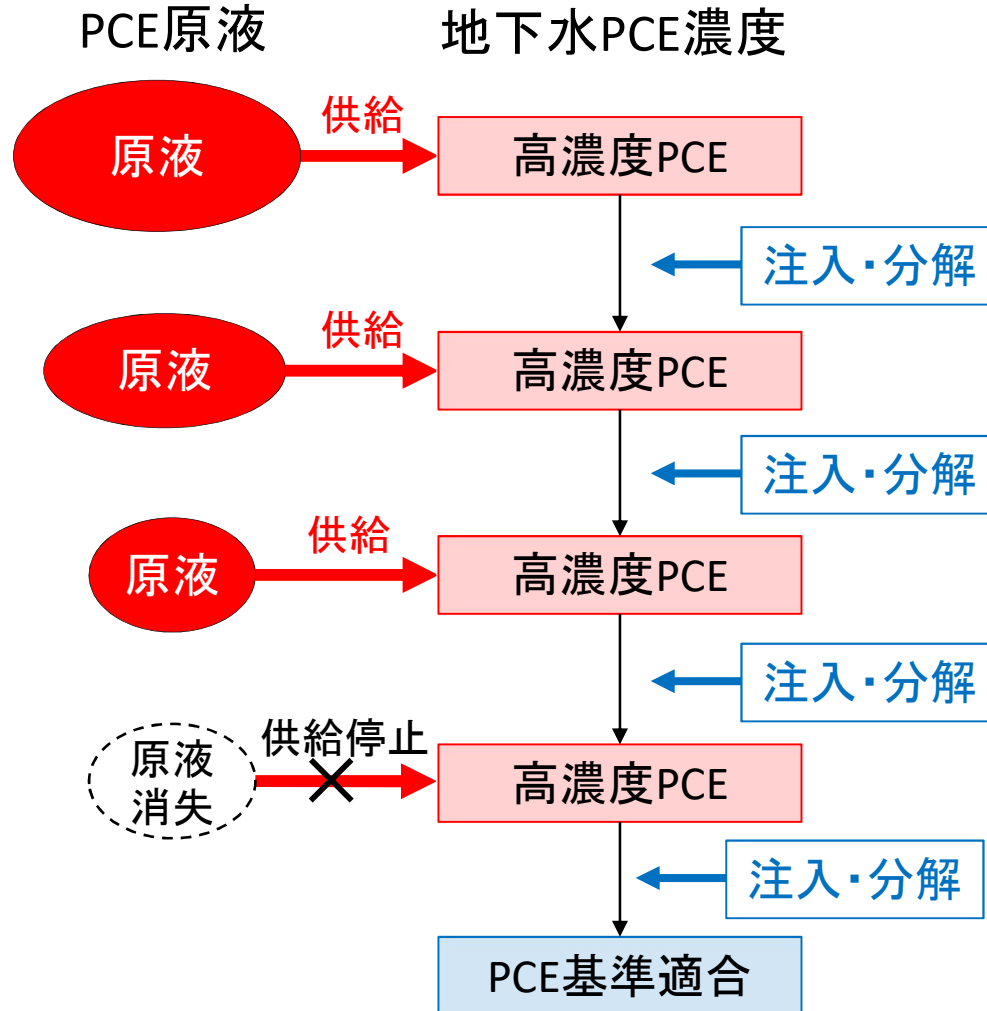 PCE原液
地下水PCE濃度
原液
供給
高濃度PCE
注入・分解
原液
供給
高濃度PCE
注入・分解
原液
供給
高濃度PCE
注入・分解
原液
消失
供給停止
高濃度PCE
注入・分解
PCE基準適合